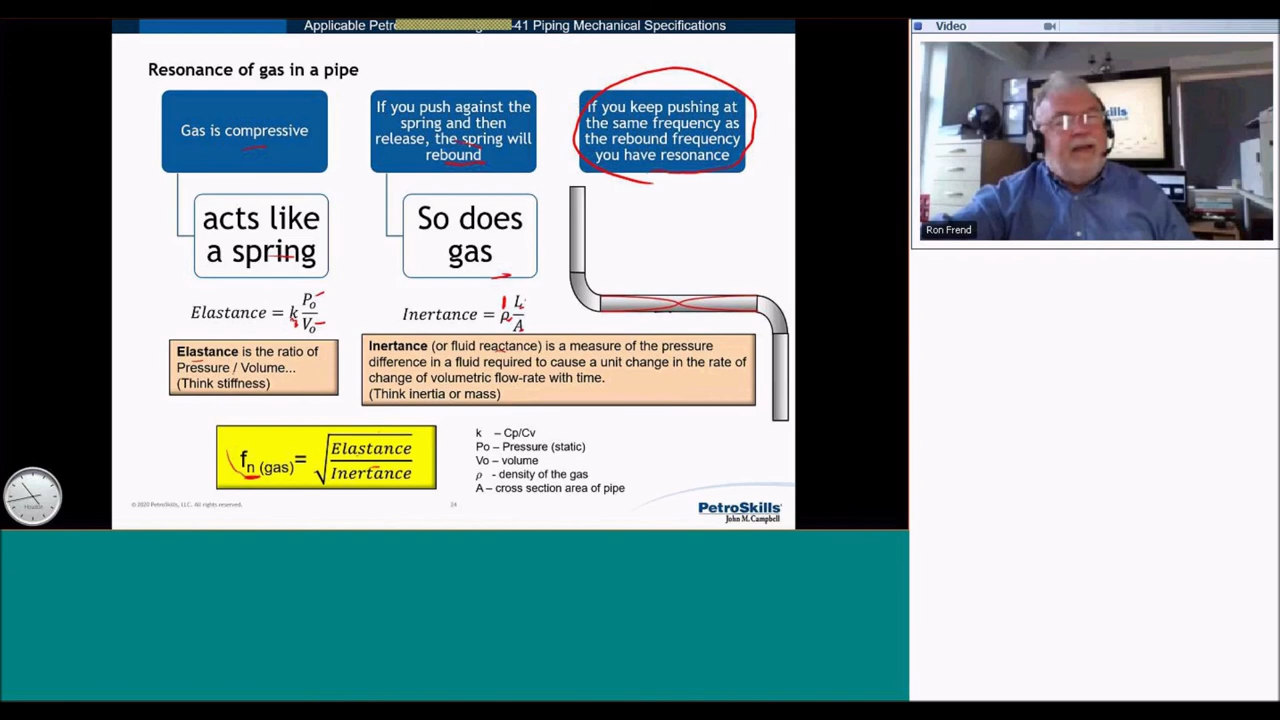 Applicable Petr
-41 Piping Mechanical Specifications
Resonance of gas in a pipe
Gas is compressive
acts like
a spring
If you push against the
spring and then
release, the spring will
rebound
So does
gas
If you keep pushing at
the same frequency as
the rebound frequency
you have resonance
Elastance = k Po/Vo
Inertance = ρ L/A
Elastance is the ratio of
Pressure / Volume...
(Think stiffness)
Inertance (or fluid reactance) is a measure of the pressure
difference in a fluid required to cause a unit change in the rate of
change of volumetric flow-rate with time.
(Think inertia or mass)
fn (gas)= √Elastance/Inertance
k – Cp/Cv
Po – Pressure (static)
Vo – volume
ρ - density of the gas
A – cross section area of pipe
© 2020 PetroSkills, LLC. All rights reserved.
24
PetroSkills
John M. Campbell
Houston
Video
PetroSkills
Ron Frend